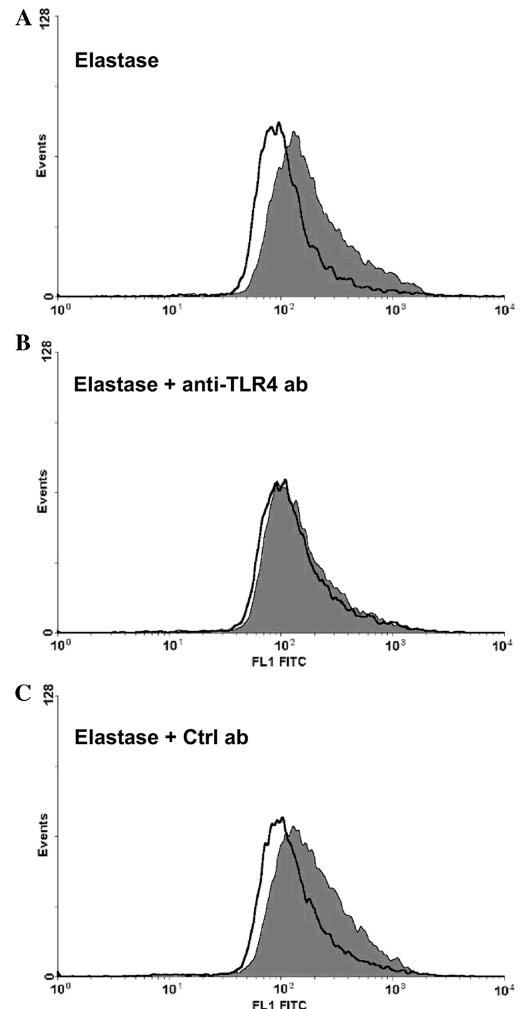 A
128
Elastase
Events
0
10⁰ 10¹ 10² 10³ 10⁴
B
128
Elastase + anti-TLR4 ab
Events
0
10⁰ 10¹ 10² 10³ 10⁴
FL1 FITC
C
128
Elastase + Ctrl ab
Events
0
10⁰ 10¹ 10² 10³ 10⁴
FL1 FITC